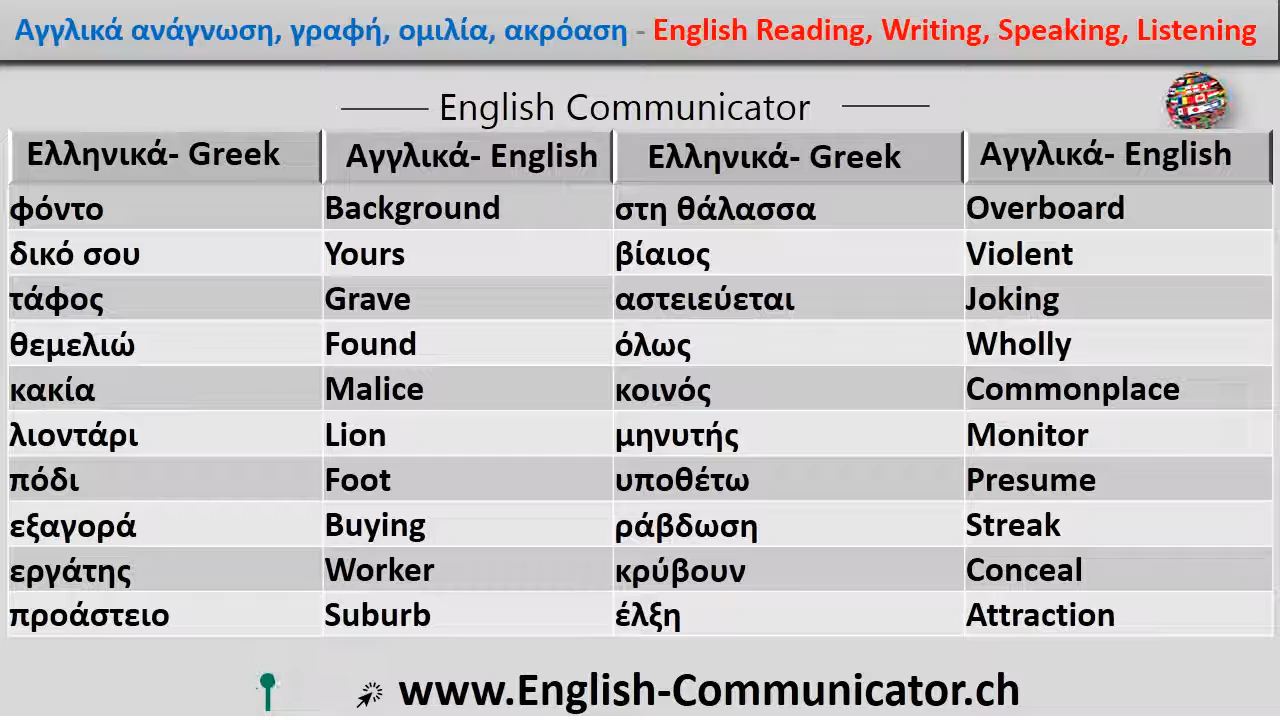 Αγγλικά ανάγνωση, γραφή, ομιλία, ακρόαση - English Reading, Writing, Speaking, Listening
English Communicator
Ελληνικά- Greek Αγγλικά- English Ελληνικά- Greek Αγγλικά- English
φόντο Background στη θάλασσα Overboard
δικό σου Yours βίαιος Violent
τάφος Grave αστειεύεται Joking
θεμελιώ Found όλως Wholly
κακία Malice κοινός Commonplace
λιοντάρι Lion μηνυτής Monitor
πόδι Foot υποθέτω Presume
εξαγορά Buying ράβδωση Streak
εργάτης Worker κρύβουν Conceal
προάστειο Suburb έλξη Attraction
www.English-Communicator.ch